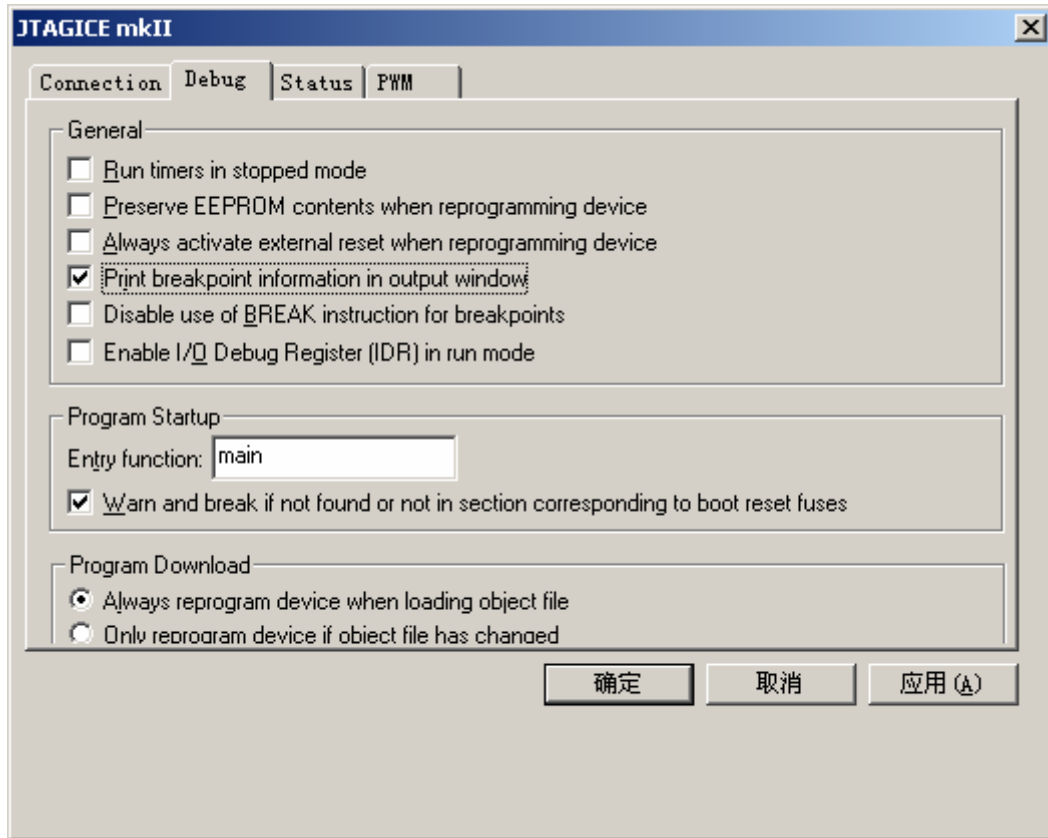 JTAGICE mkII
Connection Debug Status PWM
General
Run timers in stopped mode
Preserve EEPROM contents when reprogramming device
Always activate external reset when reprogramming device
Print breakpoint information in output window
Disable use of BREAK instruction for breakpoints
Enable I/O Debug Register (IDR) in run mode
Program Startup
Entry function: main
Warn and break if not found or not in section corresponding to boot reset fuses
Program Download
Always reprogram device when loading object file
Only reprogram device if object file has changed
确定 取消 应用(A)